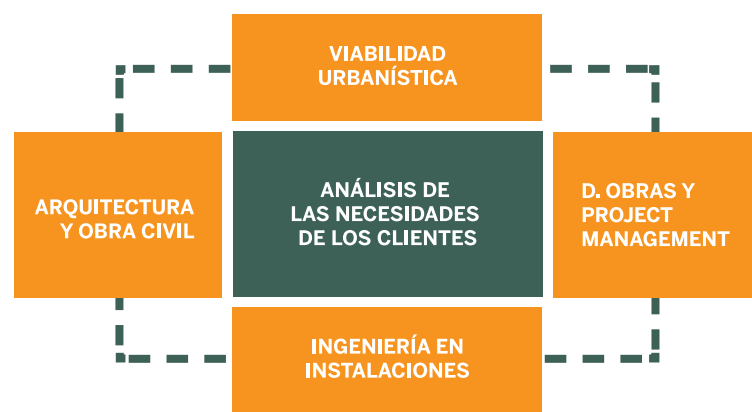 VIABILIDAD
URBANÍSTICA
ARQUITECTURA
Y OBRA CIVIL
ANÁLISIS DE
LAS NECESIDADES
DE LOS CLIENTES
D. OBRAS Y
PROJECT
MANAGEMENT
INGENIERÍA EN
INSTALACIONES